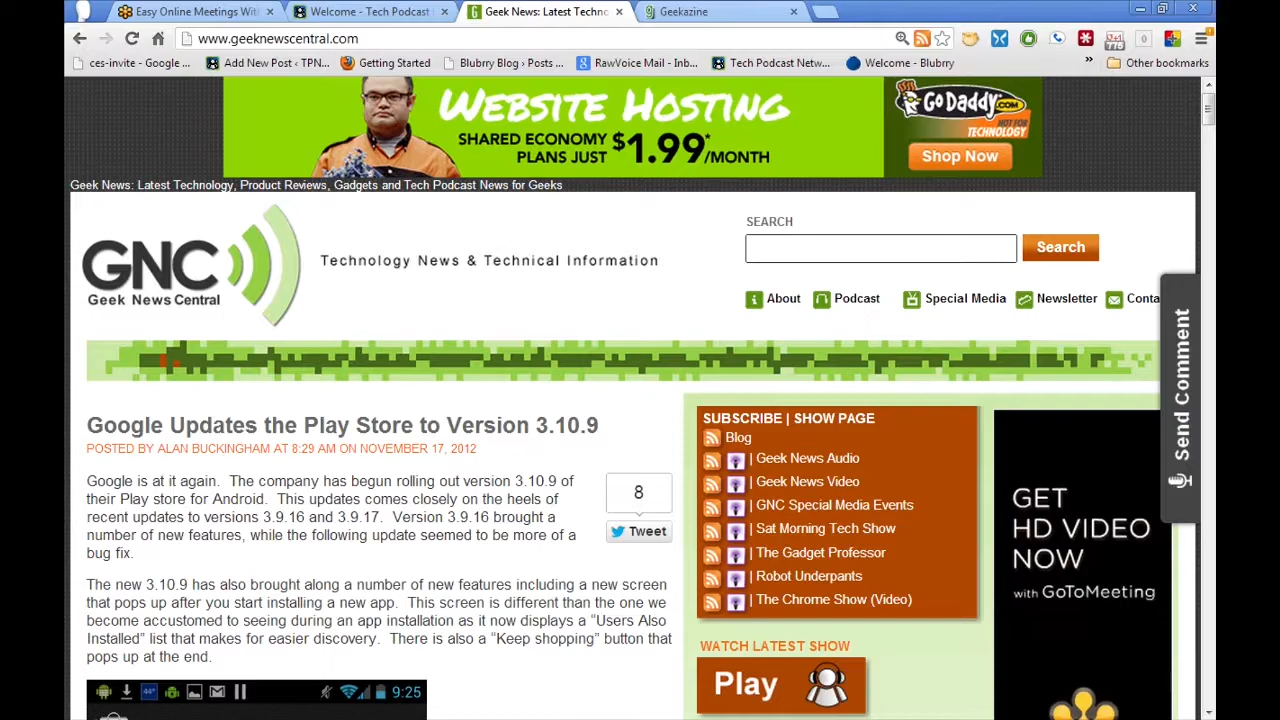 Easy Online Meetings With
Welcome - Tech Podcast
Geek News: Latest Techno
Geekazine
www.geeknewscentral.com
ces-invite - Google ...
Add New Post ‹ TPN...
Getting Started
Blubrry Blog › Posts ...
RawVoice Mail - Inb...
Tech Podcast Netw...
Welcome - Blubrry
»
Other bookmarks
WEBSITE HOSTING
SHARED ECONOMY
PLANS JUST $1.99*/MONTH
GO DADDY.COM
HOT FOR
TECHNOLOGY
Shop Now
Geek News: Latest Technology, Product Reviews, Gadgets and Tech Podcast News for Geeks
GNC
Geek News Central
Technology News & Technical Information
SEARCH
Search
About
Podcast
Special Media
Newsletter
Conta
Send Comment
Google Updates the Play Store to Version 3.10.9
POSTED BY ALAN BUCKINGHAM AT 8:29 AM ON NOVEMBER 17, 2012
Google is at it again. The company has begun rolling out version 3.10.9 of
their Play store for Android. This update comes closely on the heels of
recent updates to versions 3.9.16 and 3.9.17. Version 3.9.16 brought a
number of new features, while the following update seemed to be more of a
bug fix.
8
Tweet
The new 3.10.9 has also brought along a number of new features including a new screen
that pops up after you start installing a new app. This screen is different than the one we
become accustomed to seeing during an app installation as it now displays a “Users Also
Installed” list that makes for easier discovery. There is also a “Keep shopping” button that
pops up at the end.
44°
9:25
SUBSCRIBE | SHOW PAGE
Blog
| Geek News Audio
| Geek News Video
| GNC Special Media Events
| Sat Morning Tech Show
| The Gadget Professor
| Robot Underpants
| The Chrome Show (Video)
WATCH LATEST SHOW
Play
GET
HD VIDEO
NOW
with GoToMeeting